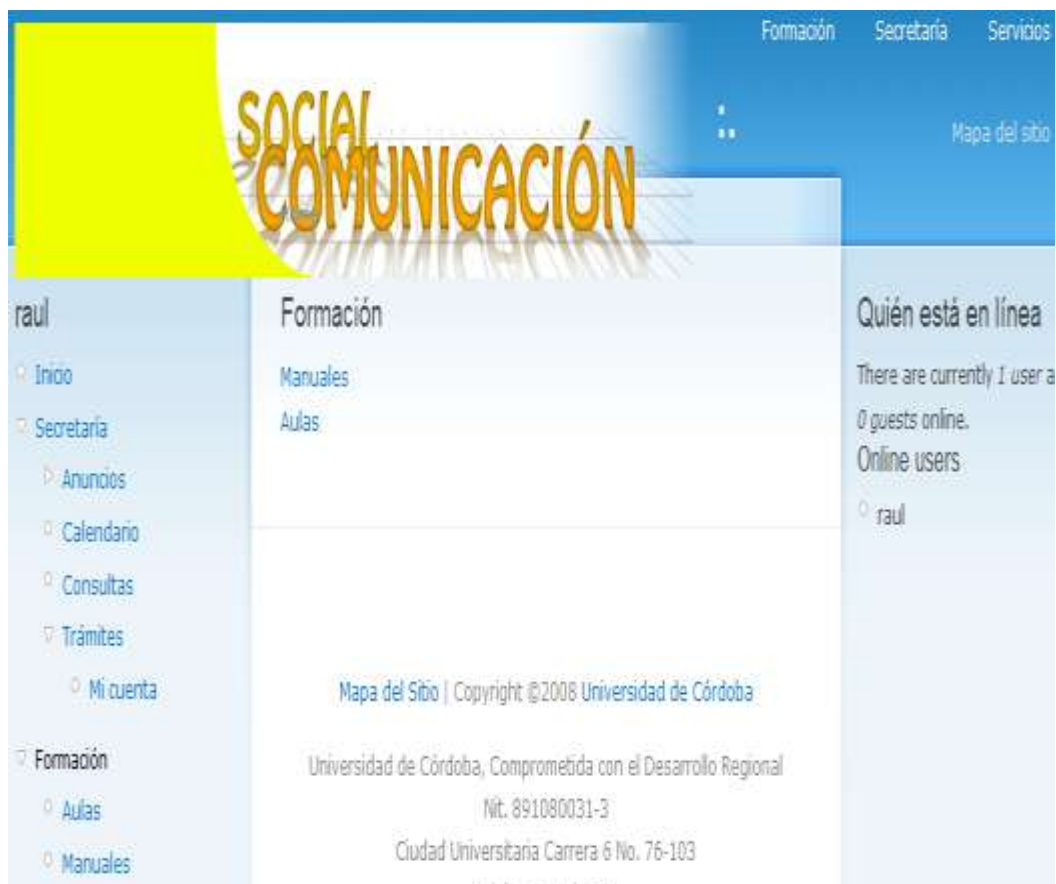 Formación Secretaría Servicios
Mapa del sitio
SOCIAL
COMUNICACIÓN
raul
Inicio
Secretaría
Anuncios
Calendario
Consultas
Trámites
Mi cuenta
Formación
Aulas
Manuales
Formación
Manuales
Aulas
Mapa del Sitio | Copyright ©2008 Universidad de Córdoba
Universidad de Córdoba, Comprometida con el Desarrollo Regional
Nit. 891080031-3
Ciudad Universitaria Carrera 6 No. 76-103
Quién está en línea
There are currently 1 user a
0 guests online.
Online users
raul